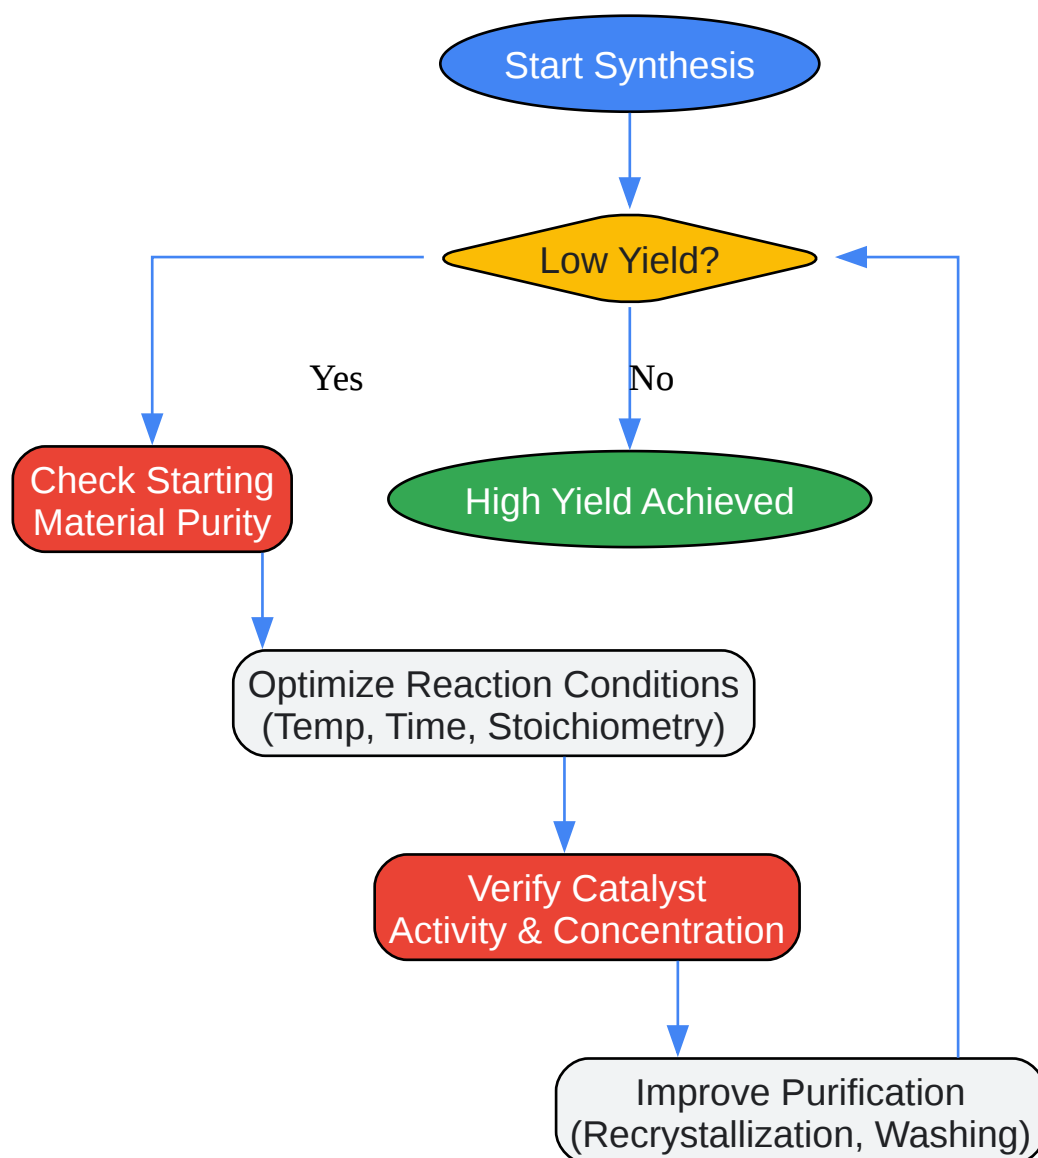 Start Synthesis
Low Yield?
Yes
No
Check Starting
Material Purity
High Yield Achieved
Optimize Reaction Conditions
(Temp, Time, Stoichiometry)
Verify Catalyst
Activity & Concentration
Improve Purification
(Recrystallization, Washing)